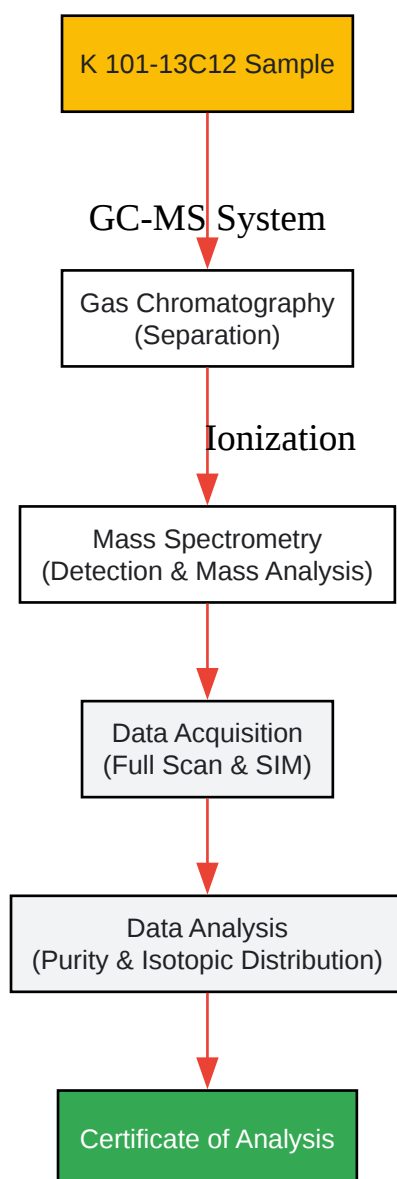 K 101-13C12 Sample
GC-MS System
Gas Chromatography
(Separation)
Ionization
Mass Spectrometry
(Detection & Mass Analysis)
Data Acquisition
(Full Scan & SIM)
Data Analysis
(Purity & Isotopic Distribution)
Certificate of Analysis